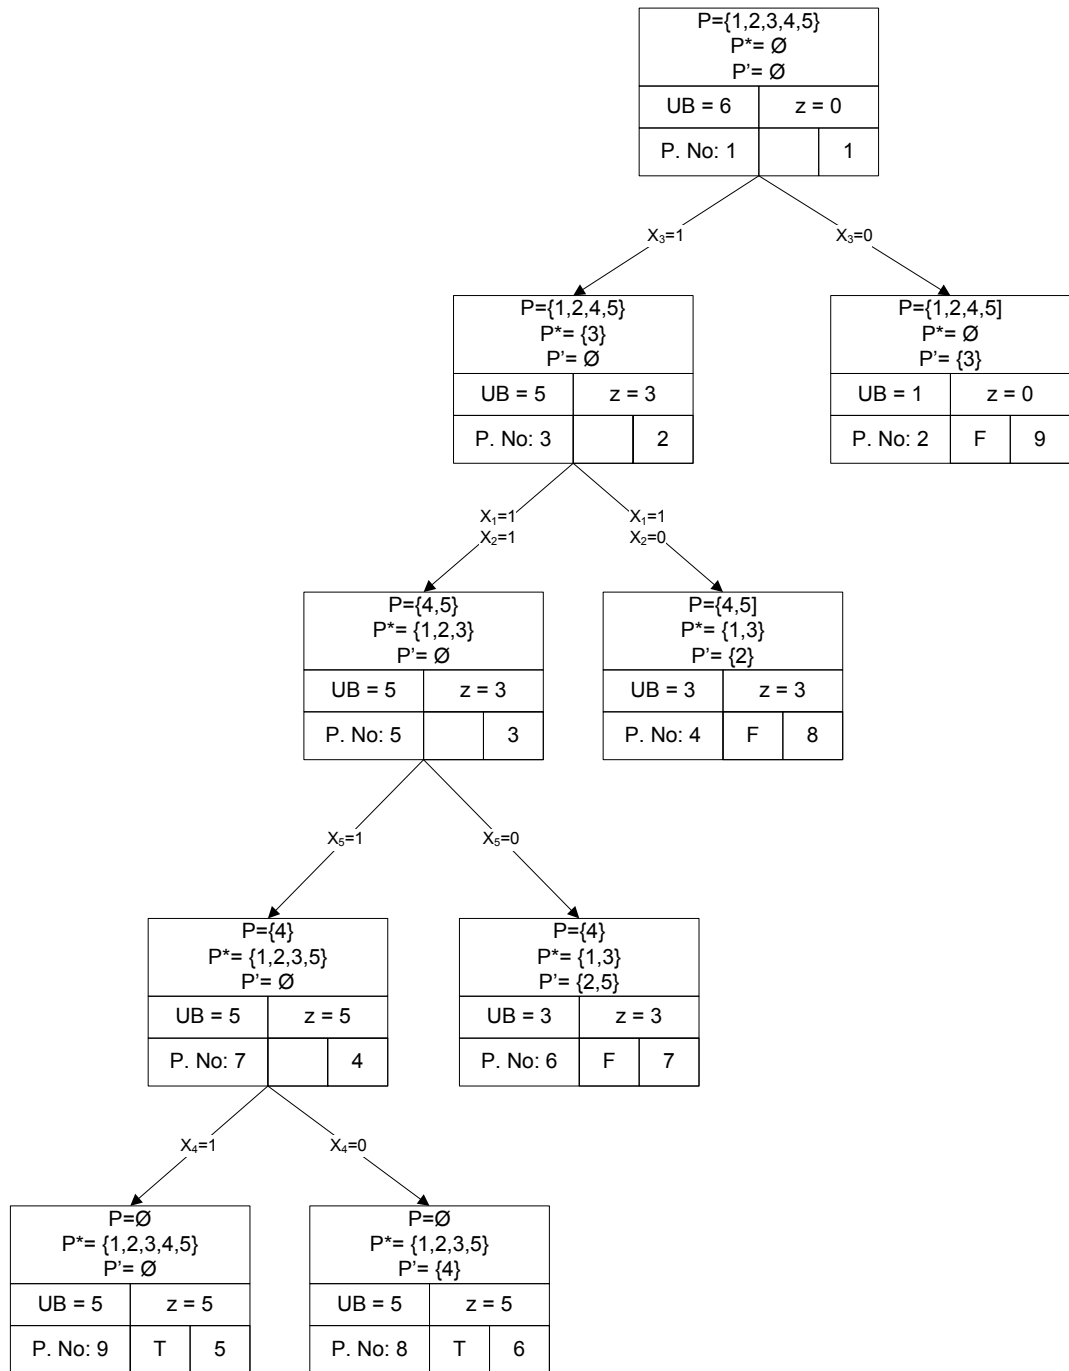 P={1,2,3,4,5}
P*= Ø
P’= Ø
UB = 6 z = 0
P. No: 1 1
X₃=1 X₃=0
P={1,2,4,5}
P*= {3}
P’= Ø
UB = 5 z = 3
P. No: 3 2
P={1,2,4,5]
P*= Ø
P’= {3}
UB = 1 z = 0
P. No: 2 F 9
X₁=1
X₂=1
X₁=1
X₂=0
P={4,5}
P*= {1,2,3}
P’= Ø
UB = 5 z = 3
P. No: 5 3
P={4,5]
P*= {1,3}
P’= {2}
UB = 3 z = 3
P. No: 4 F 8
X₅=1 X₅=0
P={4}
P*= {1,2,3,5}
P’= Ø
UB = 5 z = 5
P. No: 7 4
P={4}
P*= {1,3}
P’= {2,5}
UB = 3 z = 3
P. No: 6 F 7
X₄=1 X₄=0
P=Ø
P*= {1,2,3,4,5}
P’= Ø
UB = 5 z = 5
P. No: 9 T 5
P=Ø
P*= {1,2,3,5}
P’= {4}
UB = 5 z = 5
P. No: 8 T 6